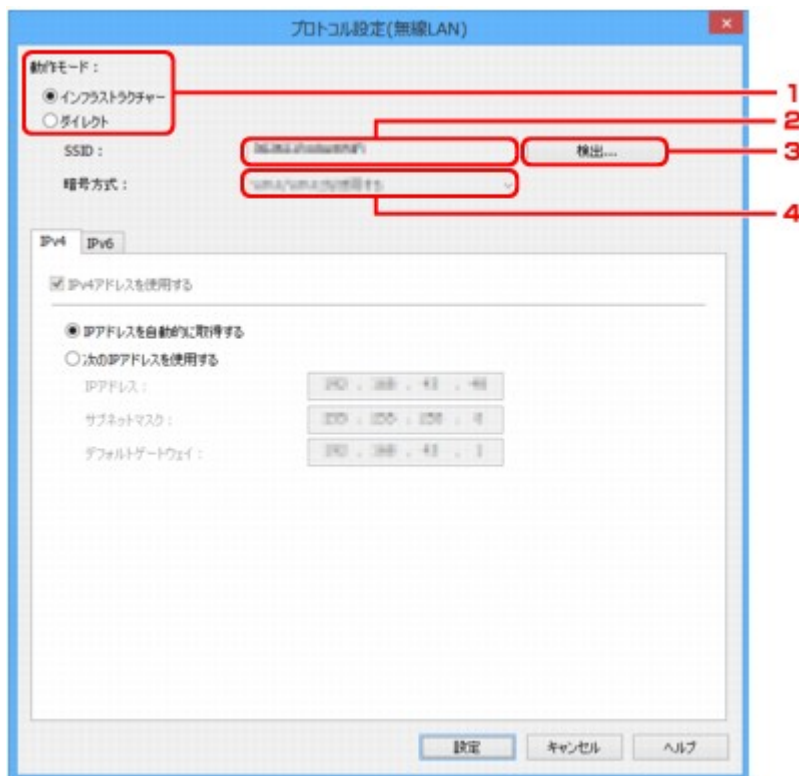 プロトコル設定(無線LAN)
動作モード：
インフラストラクチャー
ダイレクト
1
2
SSID：
検出...
3
暗号方式：
4
IPv4 IPv6
IPv4アドレスを使用する
IPアドレスを自動的に取得する
次のIPアドレスを使用する
IPアドレス：
サブネットマスク：
デフォルトゲートウェイ：
設定 キャンセル ヘルプ